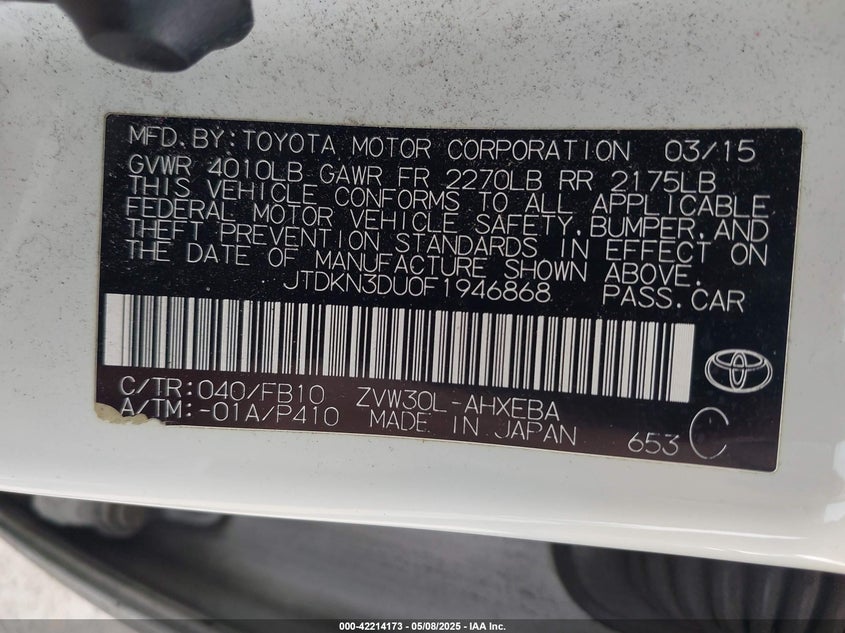 MFD.BY:TOYOTA MOTOR CORPORATION 03/15
GVWR 4010LB GAWR FR 2270LB RR 2175LB
THIS VEHICLE CONFORMS TO ALL APPLICABLE
FEDERAL MOTOR VEHICLE SAFETY,BUMPER,AND
THEFT PREVENTION STANDARDS IN EFFECT ON
THE DATE OF MANUFACTURE SHOWN ABOVE.
JTDKN3DU0F1946868 PASS.CAR
C/TR:040/FB10 ZVW30L-AHXEBA
A/TM:-01A/P410 MADE IN JAPAN 653 C
000-42214173 - 05/08/2025 - IAA Inc.